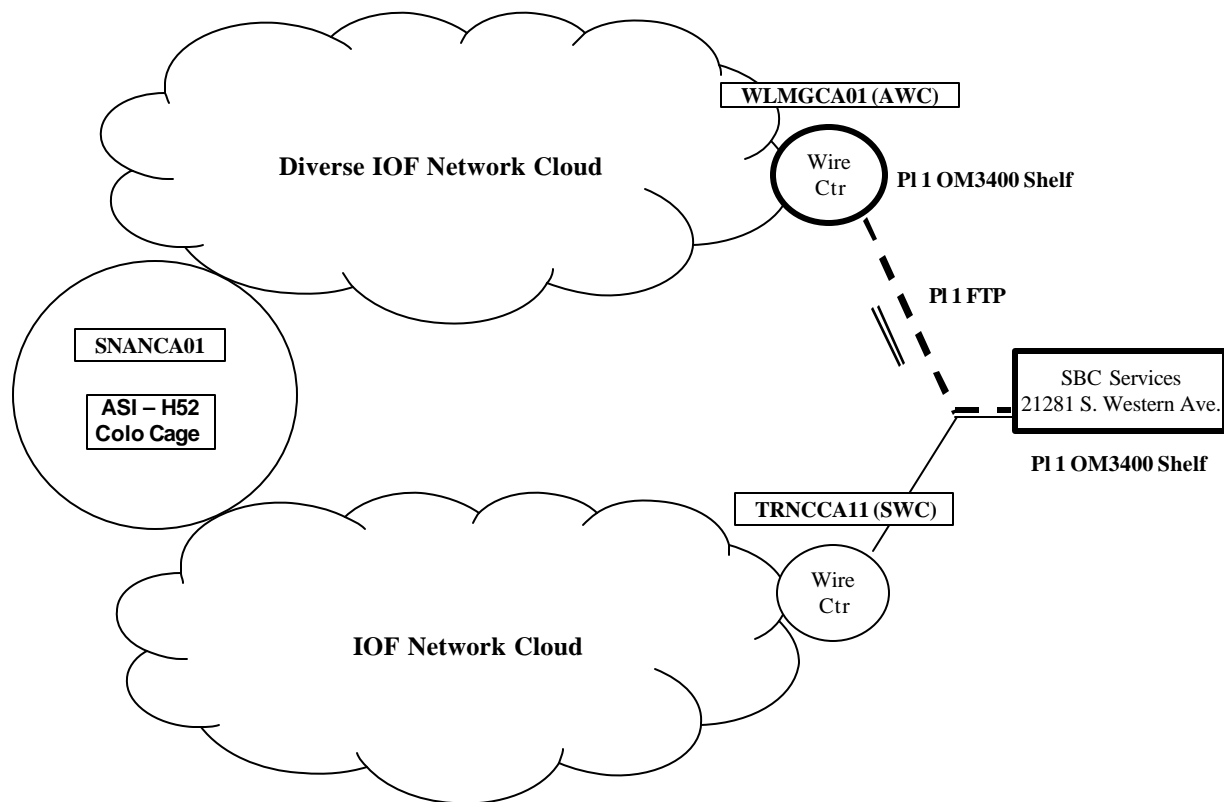 WLMGCA01 (AWC)
Diverse IOF Network Cloud
Wire
Ctr
Pl 1 OM3400 Shelf
Pl 1 FTP
SNANCA01
ASI – H52
Colo Cage
SBC Services
21281 S. Western Ave.
Pl 1 OM3400 Shelf
TRNCCA11 (SWC)
Wire
Ctr
IOF Network Cloud